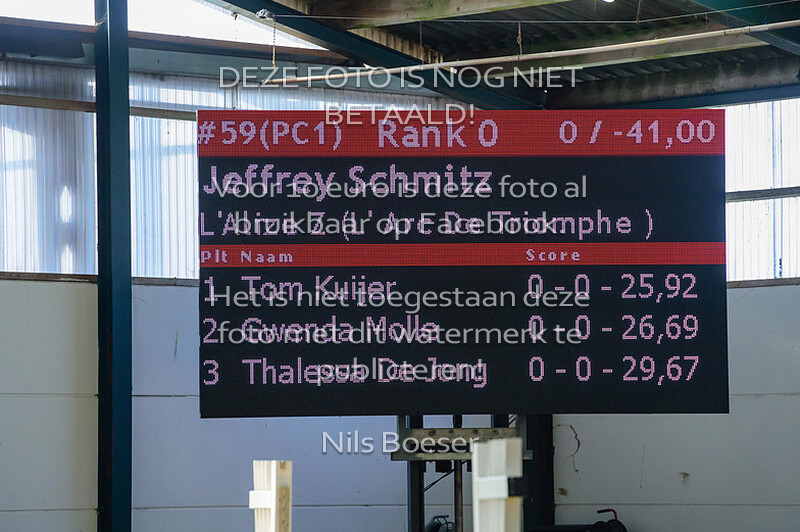 DEZE FOTO IS NOG NIET
BETAALD!
#59(PC1) Rank 0 0 / -41,00
Jeffrey Schmitz
Voor 10 euro is deze foto al
L'Alizil Z (L' Arc De Triomphe )
bruikbaar op Facebook.
Plt Naam Score
1 Tom Kuijer 0 - 0 - 25,92
Het is niet toegestaan deze
2 Gwenda Molle 0 - 0 - 26,69
foto met dit watermerk te
3 Thalessa De Jong 0 - 0 - 29,67
publiceren!
Nils Boeser